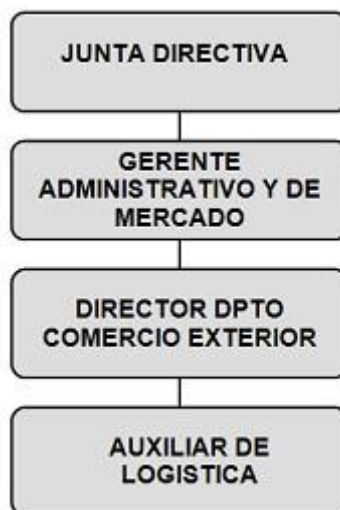 JUNTA DIRECTIVA
GERENTE
ADMINISTRATIVO Y DE
MERCADO
DIRECTOR DPTO
COMERCIO EXTERIOR
AUXILIAR DE
LOGISTICA